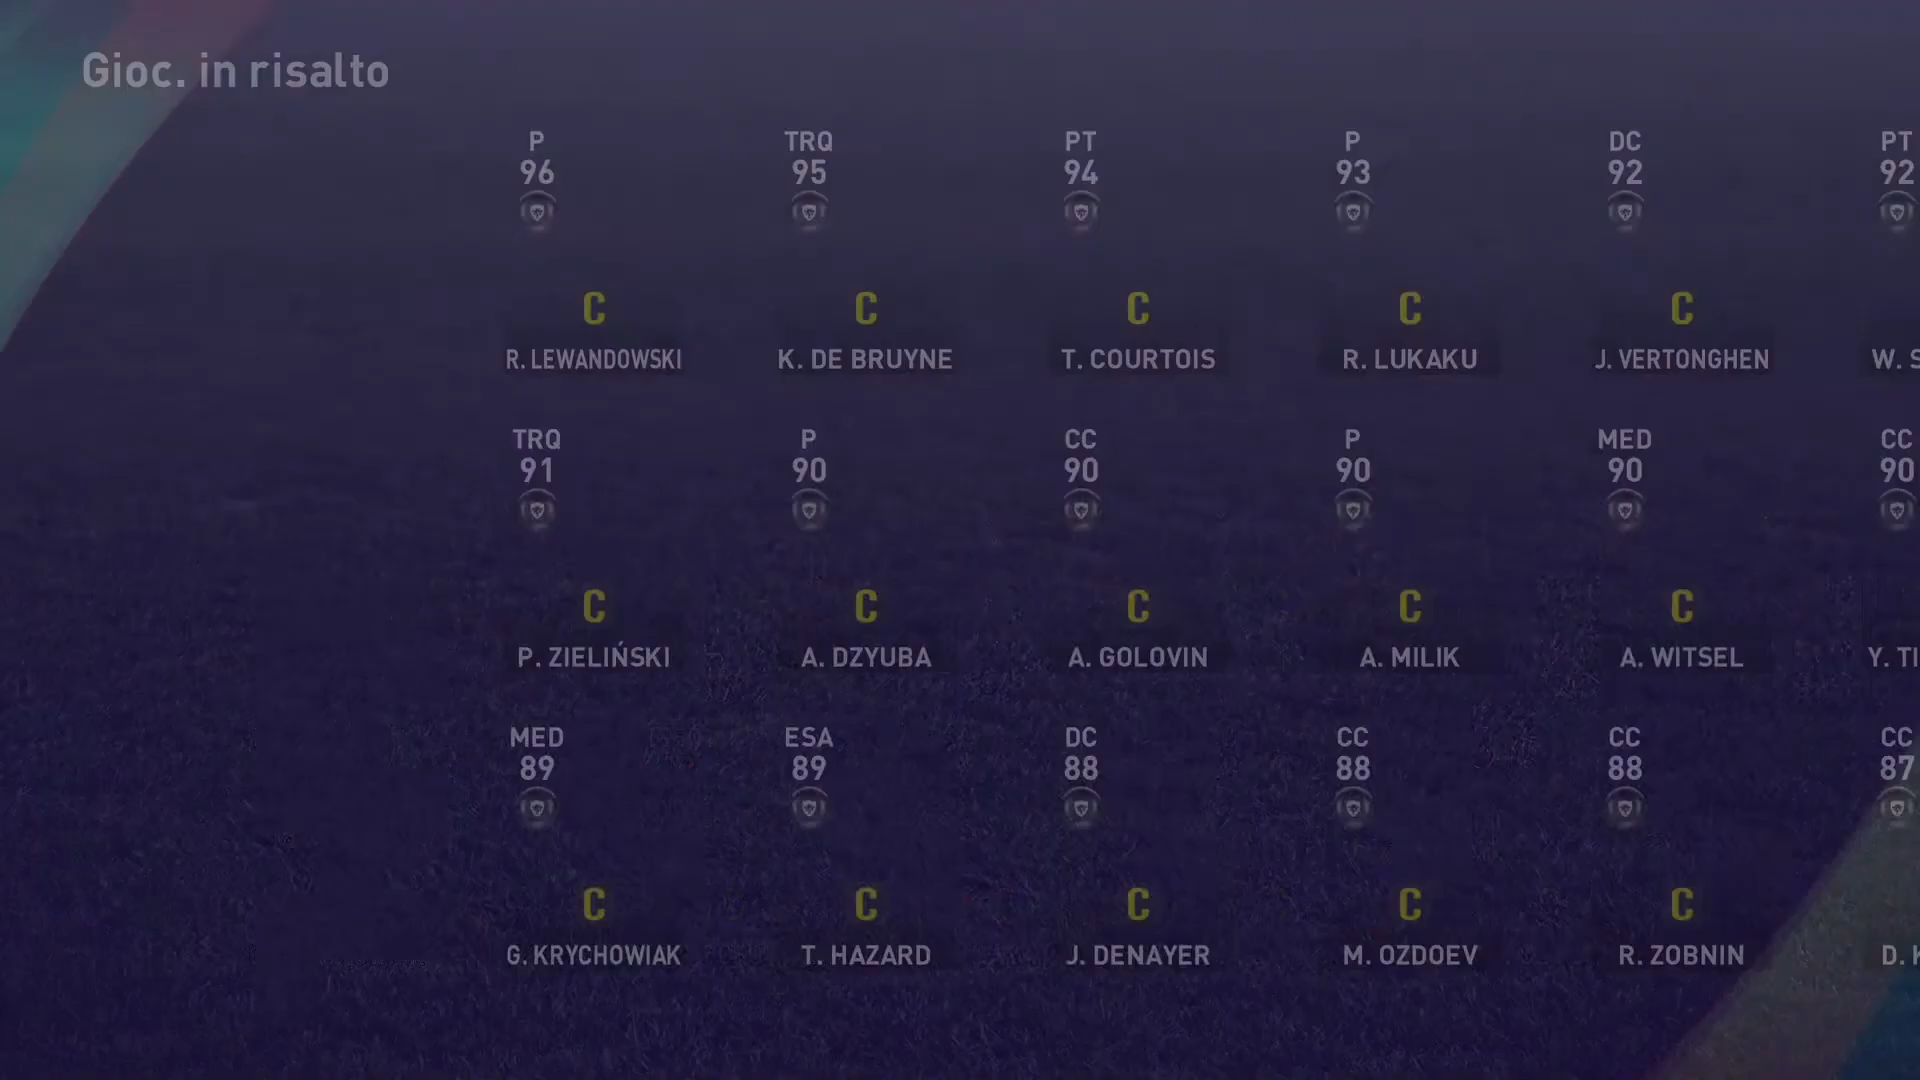 Gioc. in risalto
P TRQ PT P DC PT
96 95 94 93 92 92
C C C C C
R. LEWANDOWSKI K. DE BRUYNE T. COURTOIS R. LUKAKU J. VERTONGHEN W. S
TRQ P CC P MED CC
91 90 90 90 90 90
C C C C C
P. ZIELIŃSKI A. DZYUBA A. GOLOVIN A. MILIK A. WITSEL Y. TI
MED ESA DC CC CC CC
89 89 88 88 88 87
C C C C C
G. KRYCHOWIAK T. HAZARD J. DENAYER M. OZDOEV R. ZOBNIN D. K